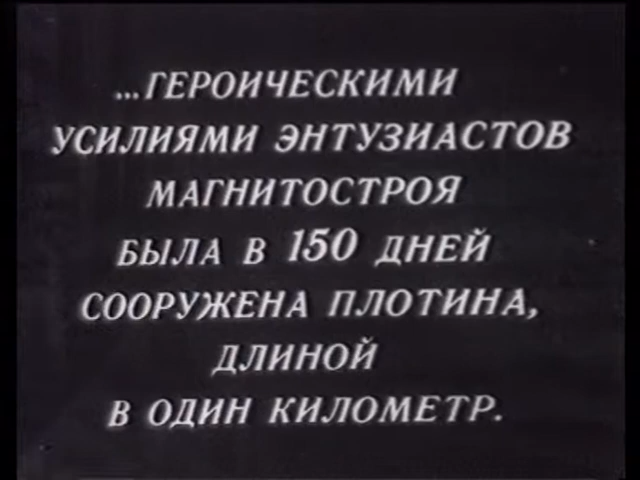 ...ГЕРОИЧЕСКИМИ
УСИЛИЯМИ ЭНТУЗИАСТОВ
МАГНИТОСТРОЯ
БЫЛА В 150 ДНЕЙ
СООРУЖЕНА ПЛОТИНА,
ДЛИНОЙ
В ОДИН КИЛОМЕТР.